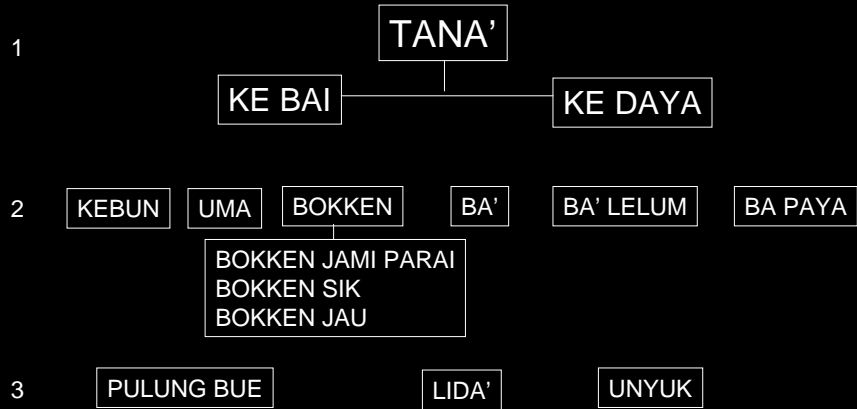 1
TANA’
KE BAI
KE DAYA
2
KEBUN
UMA
BOKKEN
BA'
BA' LELUM
BA PAYA
BOKKEN JAMI PARAI
BOKKEN SIK
BOKKEN JAU
3
PULUNG BUE
LIDA’
UNYUK